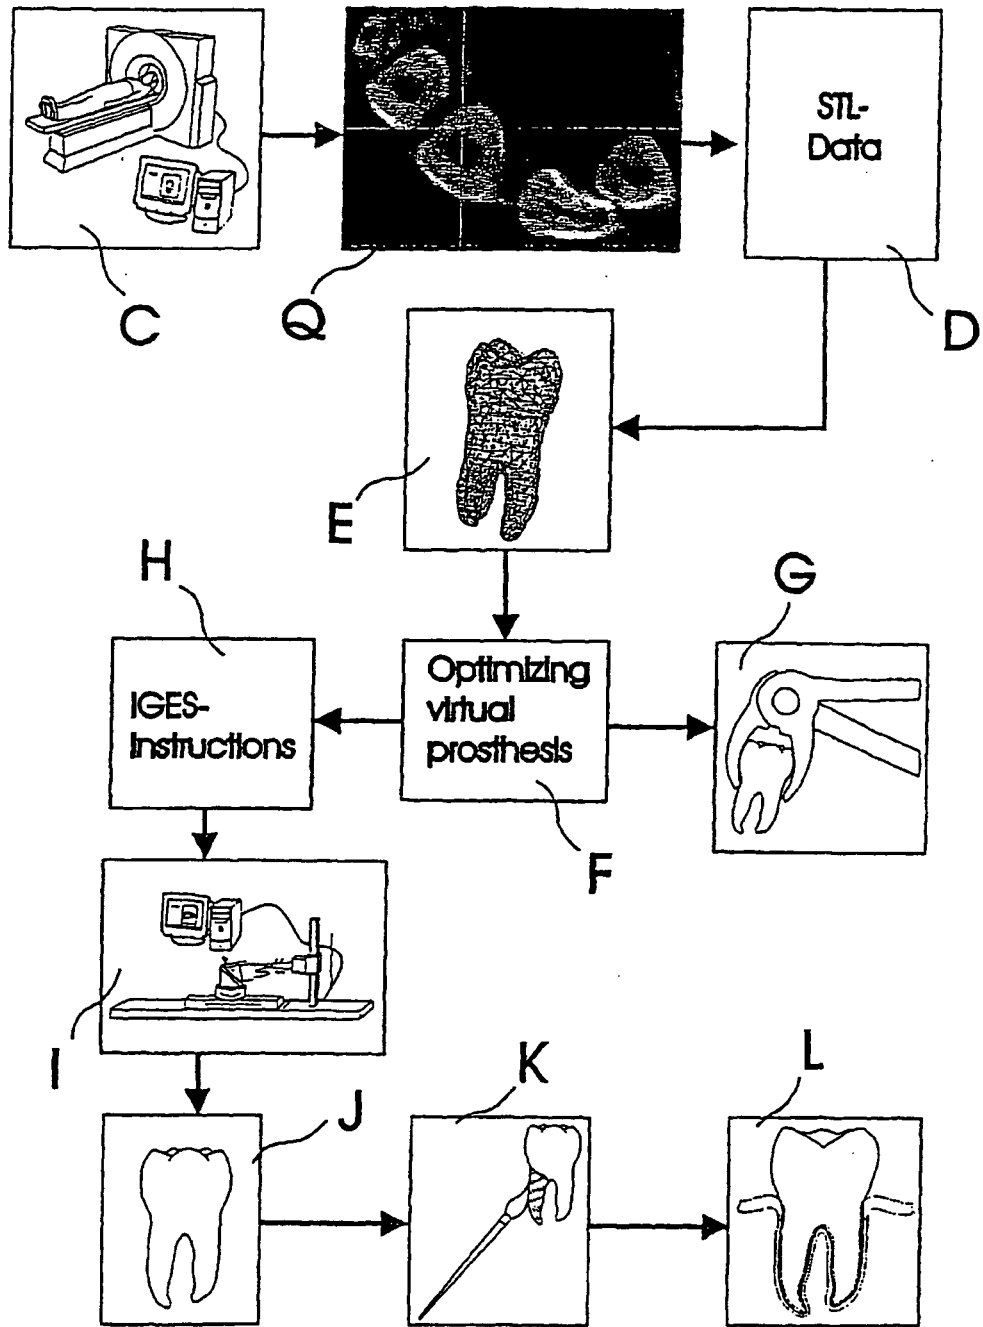 STL-
Data
C
Q
D
E
H
G
Optimizing
virtual
prosthesis
IGES-
Instructions
F
I
K
L
J